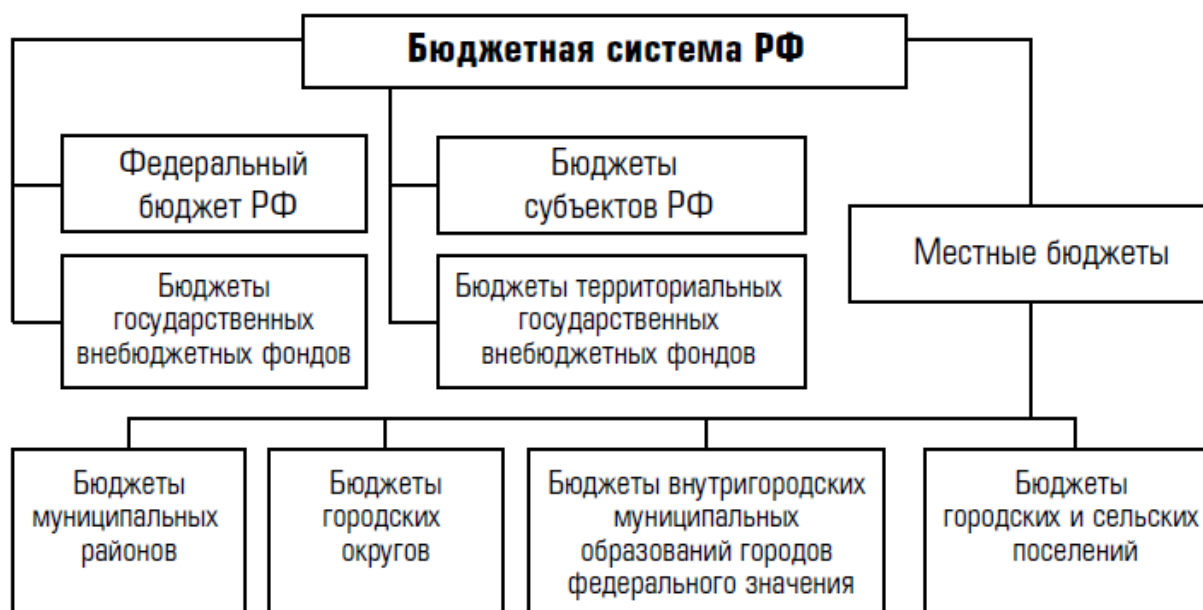 Бюджетная система РФ
Федеральный
бюджет РФ
Бюджеты
субъектов РФ
Местные бюджеты
Бюджеты
государственных
внебюджетных фондов
Бюджеты территориальных
государственных
внебюджетных фондов
Бюджеты
муниципальных
районов
Бюджеты
городских
округов
Бюджеты внутригородских
муниципальных
образований городов
федерального значения
Бюджеты
городских и сельских
поселений